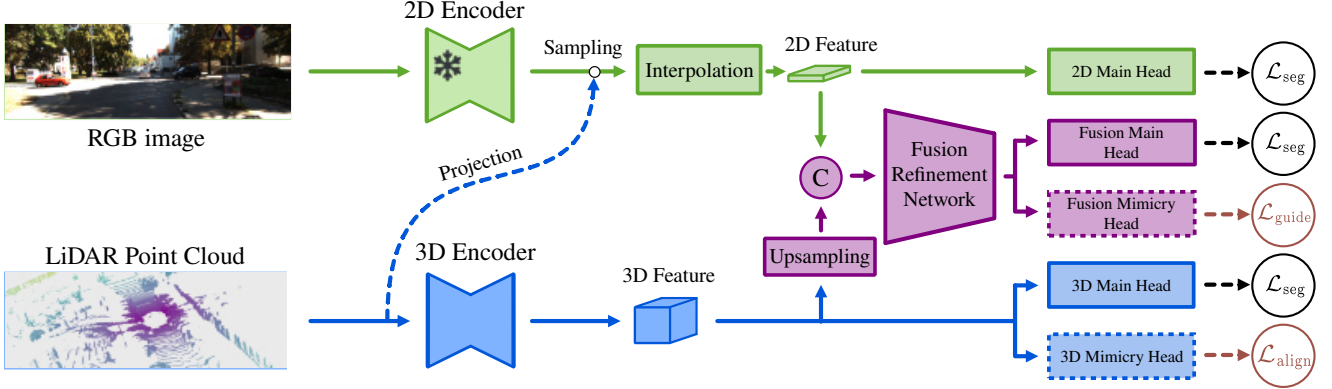 2D Encoder
Sampling
Interpolation
2D Feature
2D Main Head
ℒseg
RGB image
Projection
C
Fusion
Refinement
Network
Fusion Main
Head
ℒseg
Fusion Mimicry
Head
ℒguide
LiDAR Point Cloud
3D Encoder
3D Feature
Upsampling
3D Main Head
ℒseg
3D Mimicry Head
ℒalign